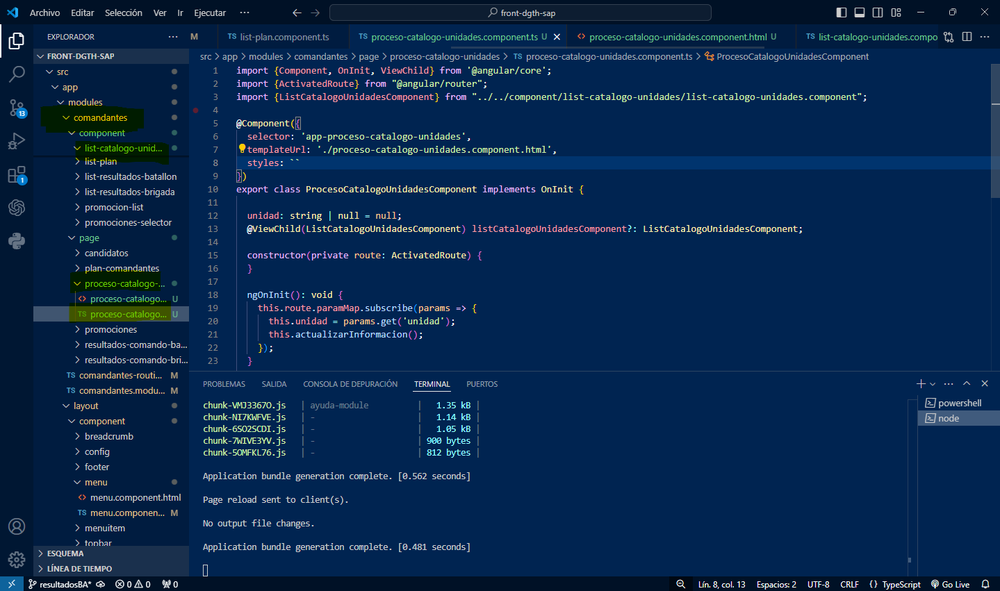 Archivo Editar Selección Ver Ir Ejecutar ··· front-dgth-sap
EXPLORADOR ···
M TS list-plan.component.ts TS proceso-catalogo-unidades.component.ts U proceso-catalogo-unidades.component.html U TS list-catalogo-unidades.compo ···
FRONT-DGTH-SAP
src
app
modules
comandantes
component
list-catalogo-unid...
list-plan
list-resultados-batallon
list-resultados-brigada
promocion-list
promociones-selector
page
candidatos
plan-comandantes
proceso-catalogo-...
proceso-catalogo... U
TS proceso-catalogo... U
promociones
resultados-comando-ba...
resultados-comando-bri...
TS comandantes-routi... M
TS comandantes.modu... M
layout
component
breadcrumb
config
footer
menu
menu.component.html
TS menu.componen... M
menuitem
topbar
ESQUEMA
LÍNEA DE TIEMPO
13
1
src > app > modules > comandantes > page > proceso-catalogo-unidades > TS proceso-catalogo-unidades.component.ts > ProcesoCatalogoUnidadesComponent
1 import {Component, OnInit, ViewChild} from '@angular/core';
2 import {ActivatedRoute} from "@angular/router";
3 import {ListCatalogoUnidadesComponent} from "../../component/list-catalogo-unidades/list-catalogo-unidades.component";
4
5 @Component({
6 selector: 'app-proceso-catalogo-unidades',
7 templateUrl: './proceso-catalogo-unidades.component.html',
8 styles: ``
9 })
10 export class ProcesoCatalogoUnidadesComponent implements OnInit {
11
12 unidad: string | null = null;
13 @ViewChild(ListCatalogoUnidadesComponent) listCatalogoUnidadesComponent?: ListCatalogoUnidadesComponent;
14
15 constructor(private route: ActivatedRoute) {
16 }
17
18 ngOnInit(): void {
19 this.route.paramMap.subscribe(params => {
20 this.unidad = params.get('unidad');
21 this.actualizarInformacion();
22 });
23 }
PROBLEMAS SALIDA CONSOLA DE DEPURACIÓN TERMINAL PUERTOS ···
chunk-VMJ3367O.js | ayuda-module | 1.35 kB |
chunk-NI7KWFVE.js | - | 1.14 kB |
chunk-6SO2SCDI.js | - | 1.05 kB |
chunk-7WIVE3YV.js | - | 900 bytes |
chunk-5OMFKL76.js | - | 812 bytes |
Application bundle generation complete. [0.562 seconds]
Page reload sent to client(s).
No output file changes.
Application bundle generation complete. [0.481 seconds]
powershell
node
resultadosBA* 0 0 0 Lín. 8, col. 13 Espacios: 2 UTF-8 CRLF {} TypeScript Go Live